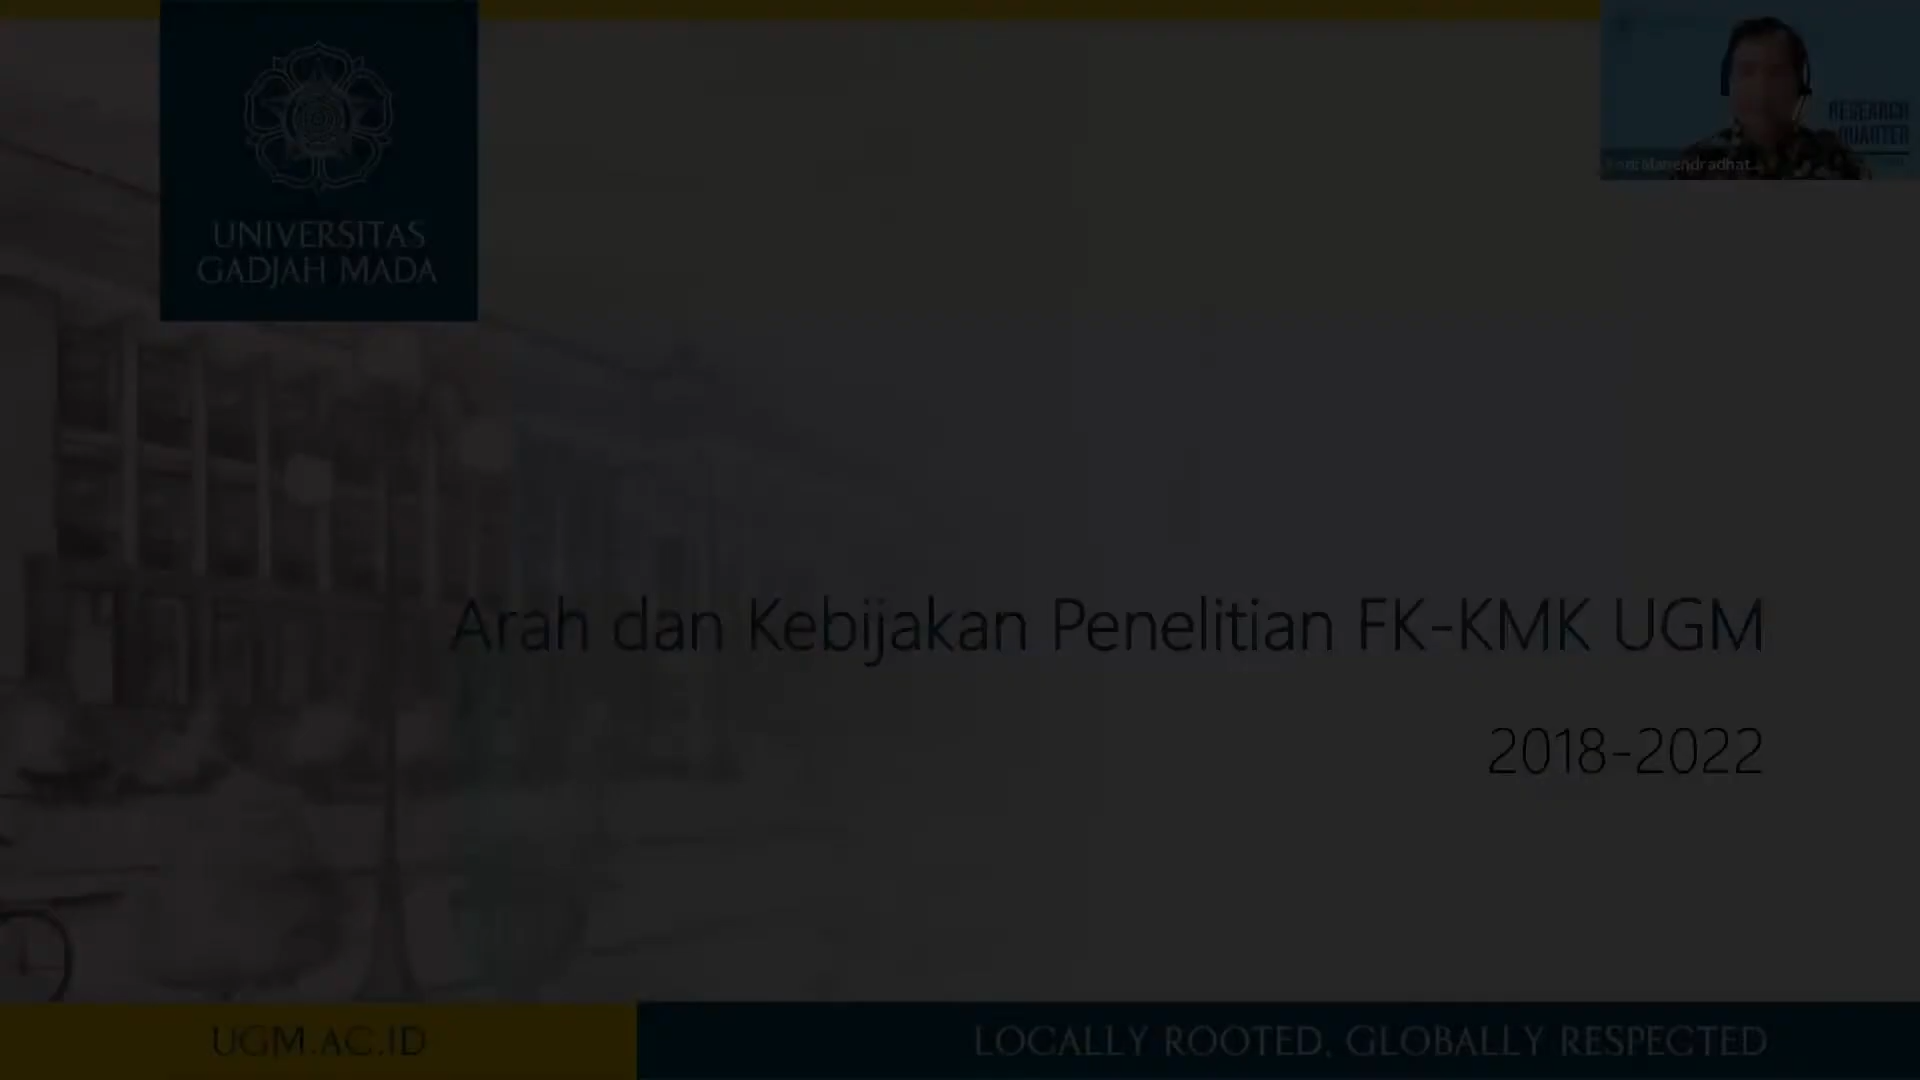 UNIVERSITAS
GADJAH MADA
RESEARCH
QUARTER
Arah dan Kebijakan Penelitian FK-KMK UGM
2018-2022
UGM.AC.ID
LOCALLY ROOTED, GLOBALLY RESPECTED